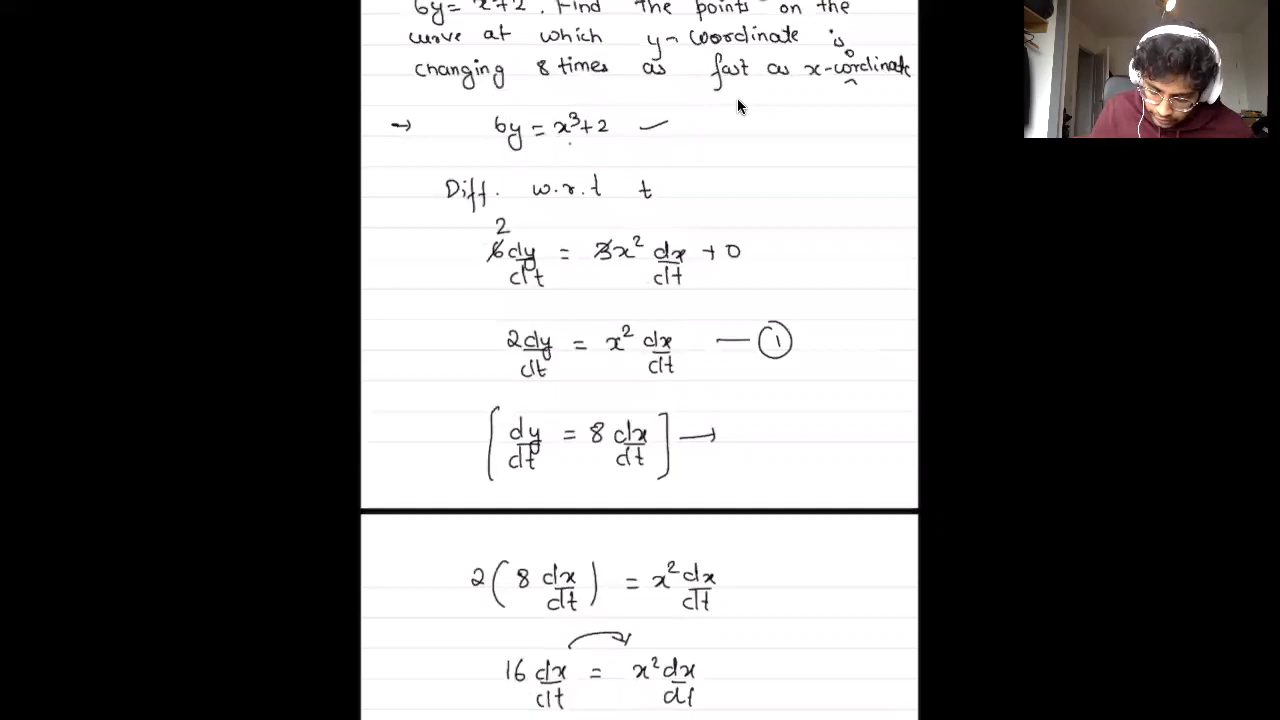 6y = x³+2. Find the points on the
curve at which y-coordinate is
changing 8 times as fast as x-coordinate
→ 6y = x³+2
Diff. w.r.t t
2
6 dy/dt = 3x² dx/dt + 0
2 dy/dt = x² dx/dt — ①
[ dy/dt = 8 dx/dt ] →
2 ( 8 dx/dt ) = x² dx/dt
16 dx/dt = x² dx/dt